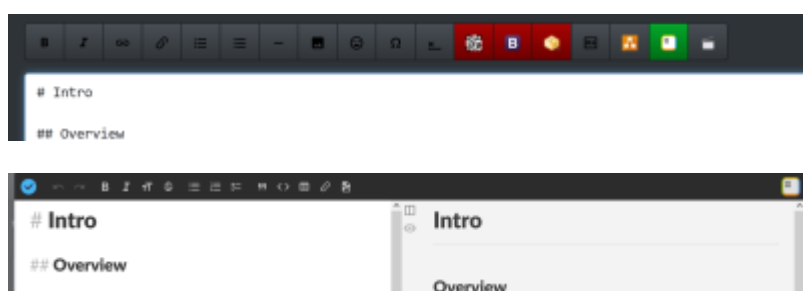 B I Ω B
# Intro
## Overview
B I T S
# Intro Intro
## Overview
Overview